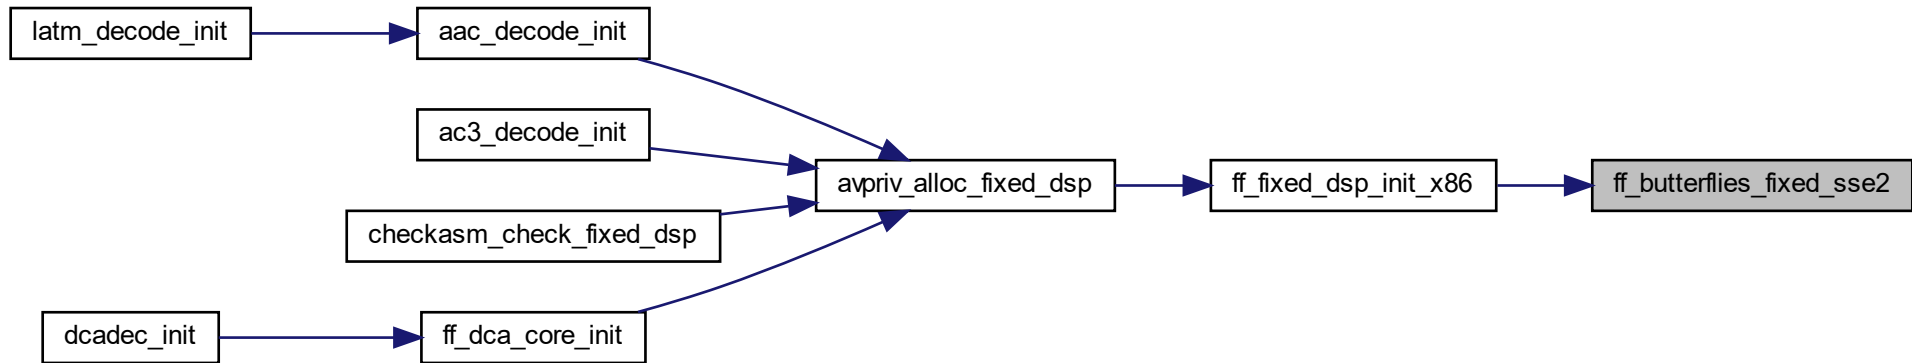 latm_decode_init
aac_decode_init
ac3_decode_init
avpriv_alloc_fixed_dsp
ff_fixed_dsp_init_x86
ff_butterflies_fixed_sse2
checkasm_check_fixed_dsp
dcadec_init
ff_dca_core_init